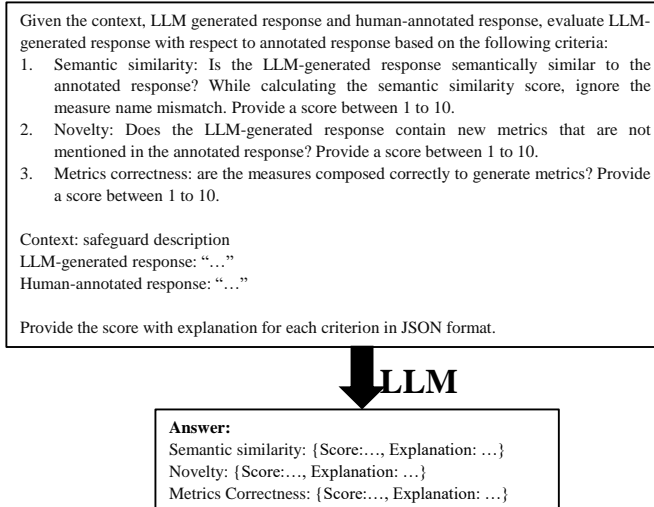 Given the context, LLM generated response and human-annotated response, evaluate LLM-
generated response with respect to annotated response based on the following criteria:
1. Semantic similarity: Is the LLM-generated response semantically similar to the
annotated response? While calculating the semantic similarity score, ignore the
measure name mismatch. Provide a score between 1 to 10.
2. Novelty: Does the LLM-generated response contain new metrics that are not
mentioned in the annotated response? Provide a score between 1 to 10.
3. Metrics correctness: are the measures composed correctly to generate metrics? Provide
a score between 1 to 10.
Context: safeguard description
LLM-generated response: “…”
Human-annotated response: “…”
Provide the score with explanation for each criterion in JSON format.
LLM
Answer:
Semantic similarity: {Score:…, Explanation: …}
Novelty: {Score:…, Explanation: …}
Metrics Correctness: {Score:…, Explanation: …}